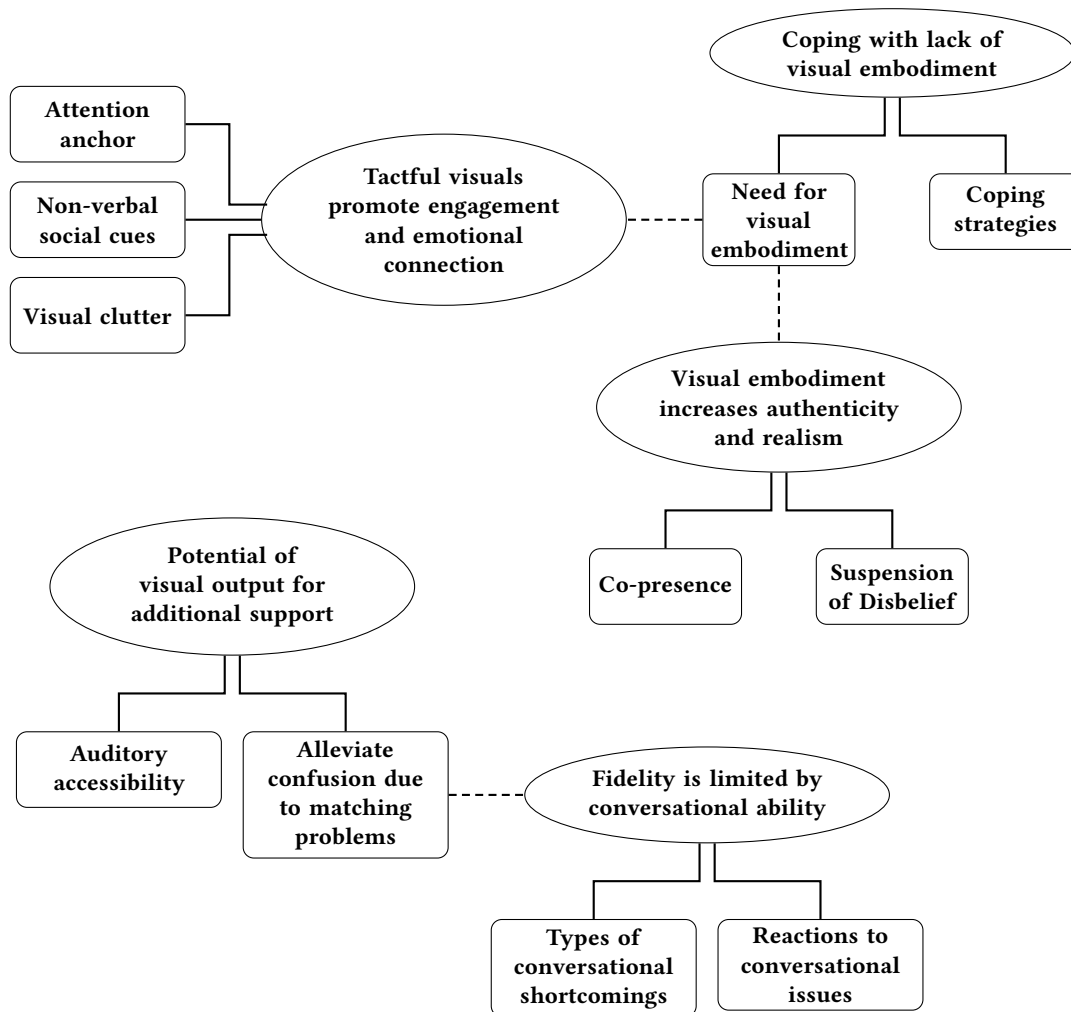 Coping with lack of
visual embodiment
Attention
anchor
Non-verbal
social cues
Visual clutter
Tactful visuals
promote engagement
and emotional
connection
Need for
visual
embodiment
Coping
strategies
Visual embodiment
increases authenticity
and realism
Co-presence
Suspension
of Disbelief
Potential of
visual output for
additional support
Auditory
accessibility
Alleviate
confusion due
to matching
problems
Fidelity is limited by
conversational ability
Types of
conversational
shortcomings
Reactions to
conversational
issues